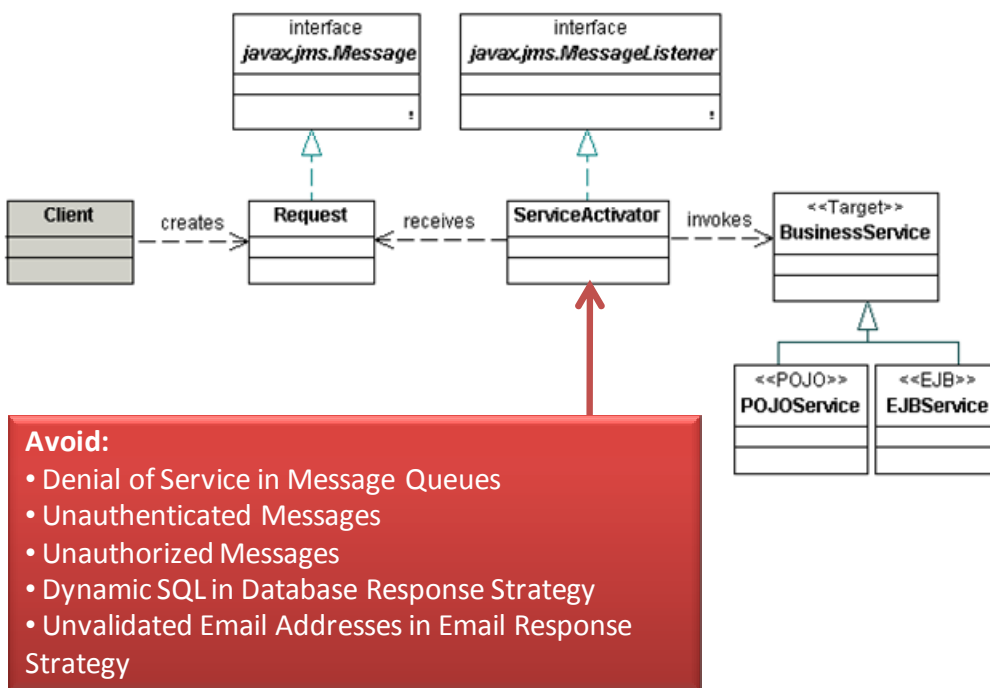 interface
javax.jms.Message
interface
javax.jms.MessageListener
Client
creates
Request
receives
ServiceActivator
invokes
<<Target>>
BusinessService
<<POJO>>
POJOService
<<EJB>>
EJBService
Avoid:
• Denial of Service in Message Queues
• Unauthenticated Messages
• Unauthorized Messages
• Dynamic SQL in Database Response Strategy
• Unvalidated Email Addresses in Email Response
Strategy